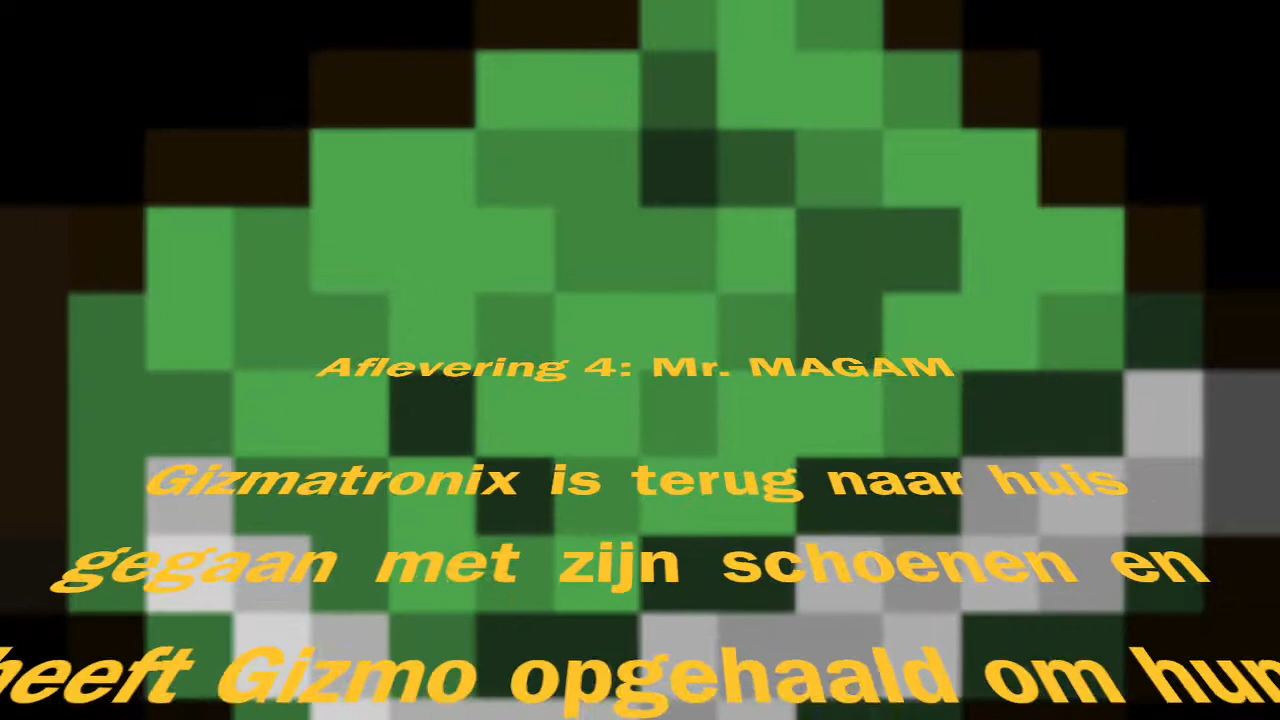 Aflevering 4: Mr. MAGAM
Gizmatronix is terug naar huis
gegaan met zijn schoenen en
heeft Gizmo opgehaald om hun